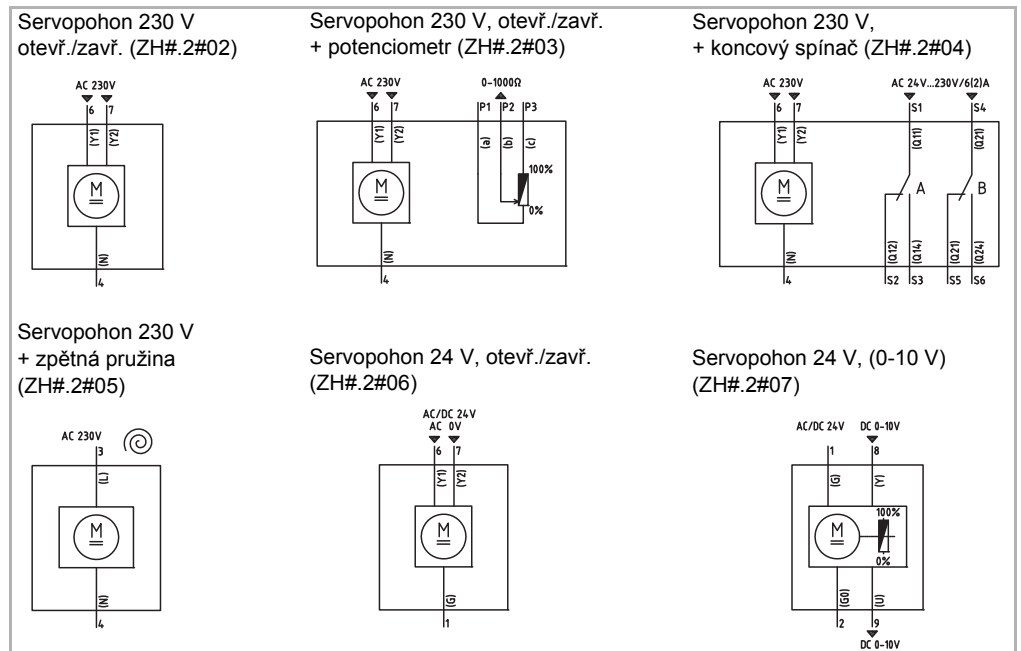 Servopohon 230 V
otevř./zavř. (ZH#.2#02)
AC 230V
6 7
(Y1) (Y2)
M
(N)
4
Servopohon 230 V, otevř./zavř.
+ potenciometr (ZH#.2#03)
AC 230V 0-1000Ω
6 7 P1 P2 P3
(Y1) (Y2) (a) (b) (c)
100%
M
0%
(N)
4
Servopohon 230 V,
+ koncový spínač (ZH#.2#04)
AC 230V AC 24V...230V/6(2)A
6 7 S1 S4
(Y1) (Y2) (Q11) (Q21)
M A B
(N) (Q12) (Q14) (Q21) (Q24)
4 S2 S3 S5 S6
Servopohon 230 V
+ zpětná pružina
(ZH#.2#05)
AC 230V
3
(L)
M
(N)
4
Servopohon 24 V, otevř./zavř.
(ZH#.2#06)
AC/DC 24V
AC 0V
6 7
(Y1) (Y2)
M
(G)
1
Servopohon 24 V, (0-10 V)
(ZH#.2#07)
AC/DC 24V DC 0-10V
1 8
(G) (Y)
100%
M
0%
(G0) (U)
2 9
DC 0-10V